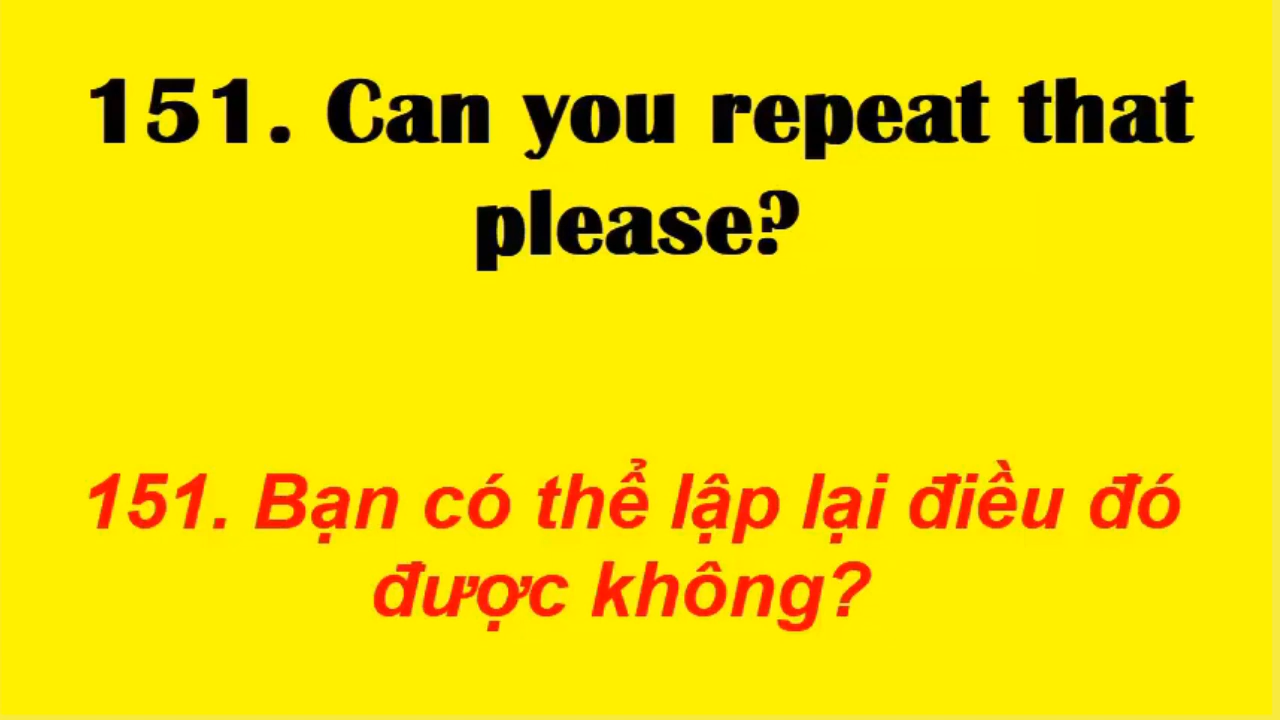 151. Can you repeat that
please?
151. Bạn có thể lập lại điều đó
được không?